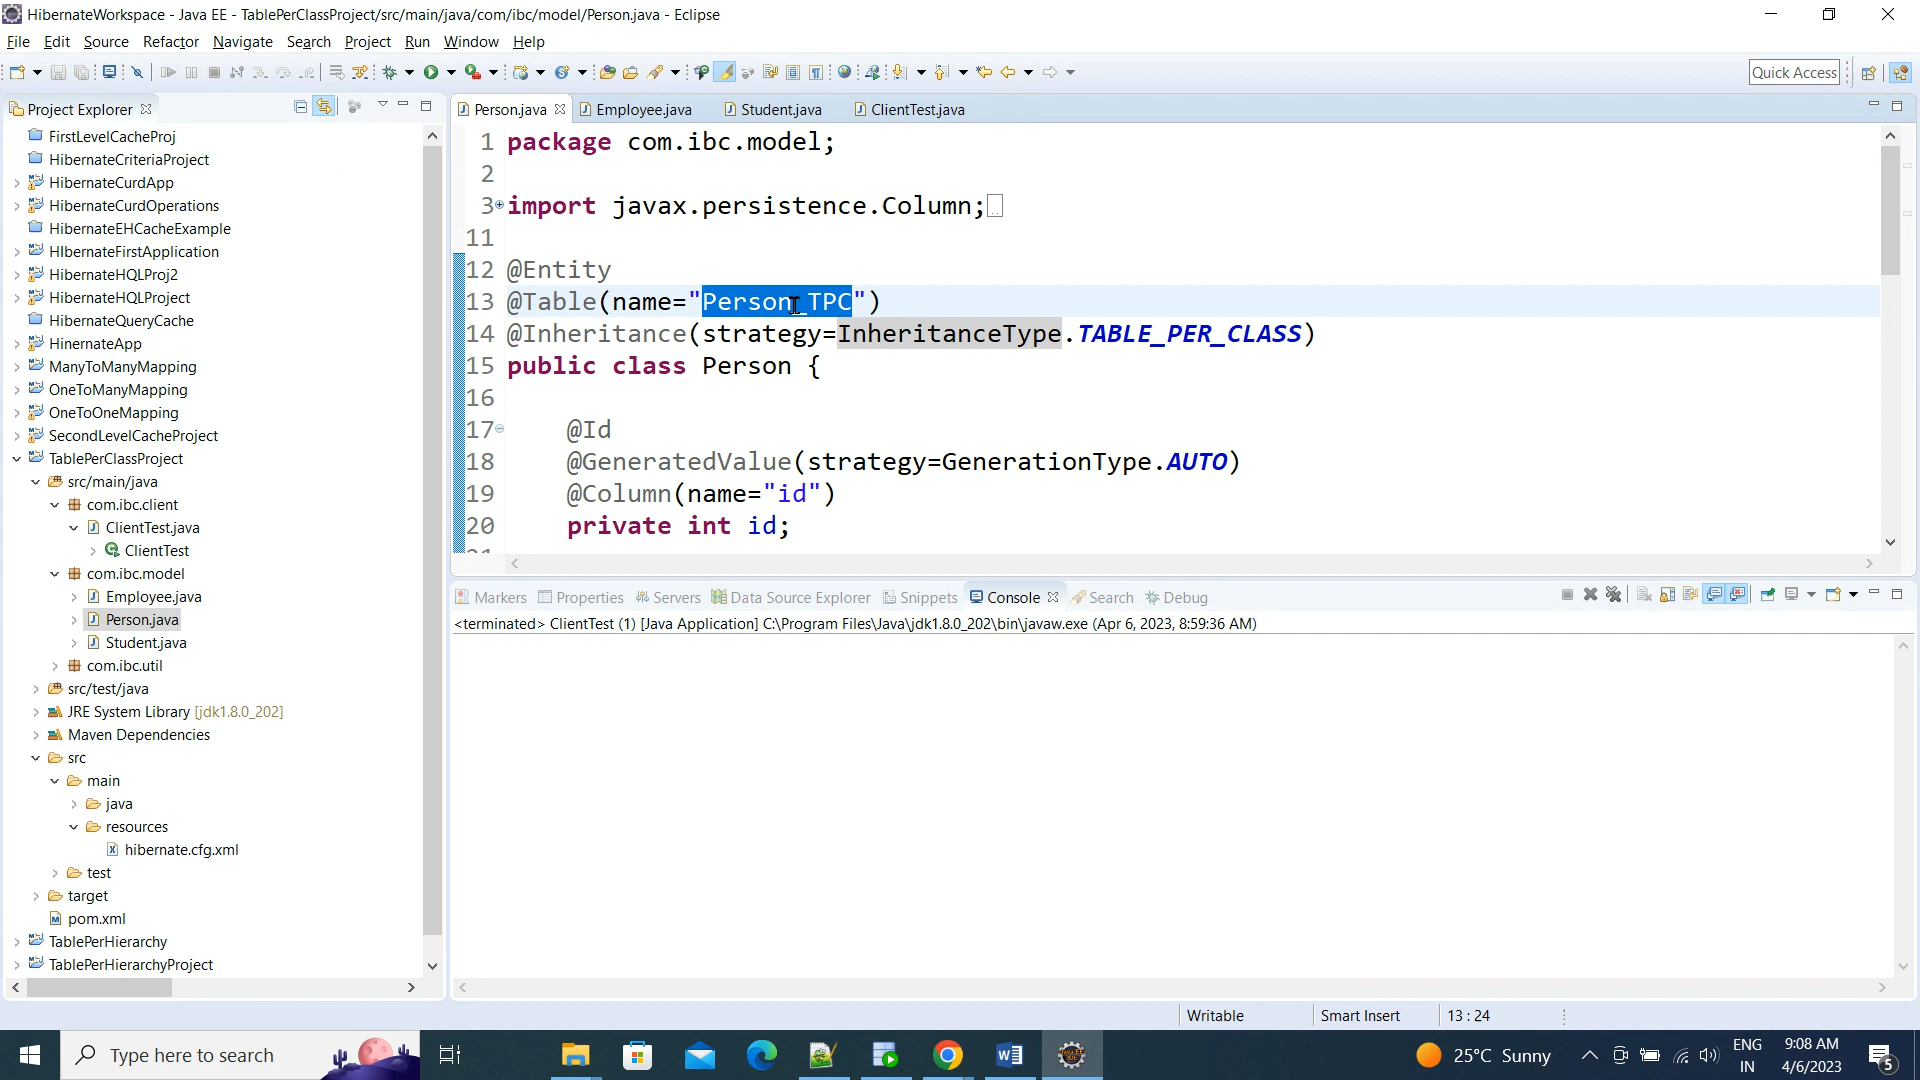 HibernateWorkspace - Java EE - TablePerClassProject/src/main/java/com/ibc/model/Person.java - Eclipse
File Edit Source Refactor Navigate Search Project Run Window Help
Quick Access
Project Explorer
FirstLevelCacheProj
HibernateCriteriaProject
HibernateCurdApp
HibernateCurdOperations
HibernateEHCacheExample
HIbernateFirstApplication
HibernateHQLProj2
HibernateHQLProject
HibernateQueryCache
HinernateApp
ManyToManyMapping
OneToManyMapping
OneToOneMapping
SecondLevelCacheProject
TablePerClassProject
src/main/java
com.ibc.client
ClientTest.java
ClientTest
com.ibc.model
Employee.java
Person.java
Student.java
com.ibc.util
src/test/java
JRE System Library [jdk1.8.0_202]
Maven Dependencies
src
main
java
resources
hibernate.cfg.xml
test
target
pom.xml
TablePerHierarchy
TablePerHierarchyProject
Person.java Employee.java Student.java ClientTest.java
1 package com.ibc.model;
2
3 import javax.persistence.Column;
11
12 @Entity
13 @Table(name="Person_TPC")
14 @Inheritance(strategy=InheritanceType.TABLE_PER_CLASS)
15 public class Person {
16
17 @Id
18 @GeneratedValue(strategy=GenerationType.AUTO)
19 @Column(name="id")
20 private int id;
Markers Properties Servers Data Source Explorer Snippets Console Search Debug
<terminated> ClientTest (1) [Java Application] C:\Program Files\Java\jdk1.8.0_202\bin\javaw.exe (Apr 6, 2023, 8:59:36 AM)
Writable Smart Insert 13 : 24
Type here to search
25°C Sunny
ENG
IN
9:08 AM
4/6/2023
5